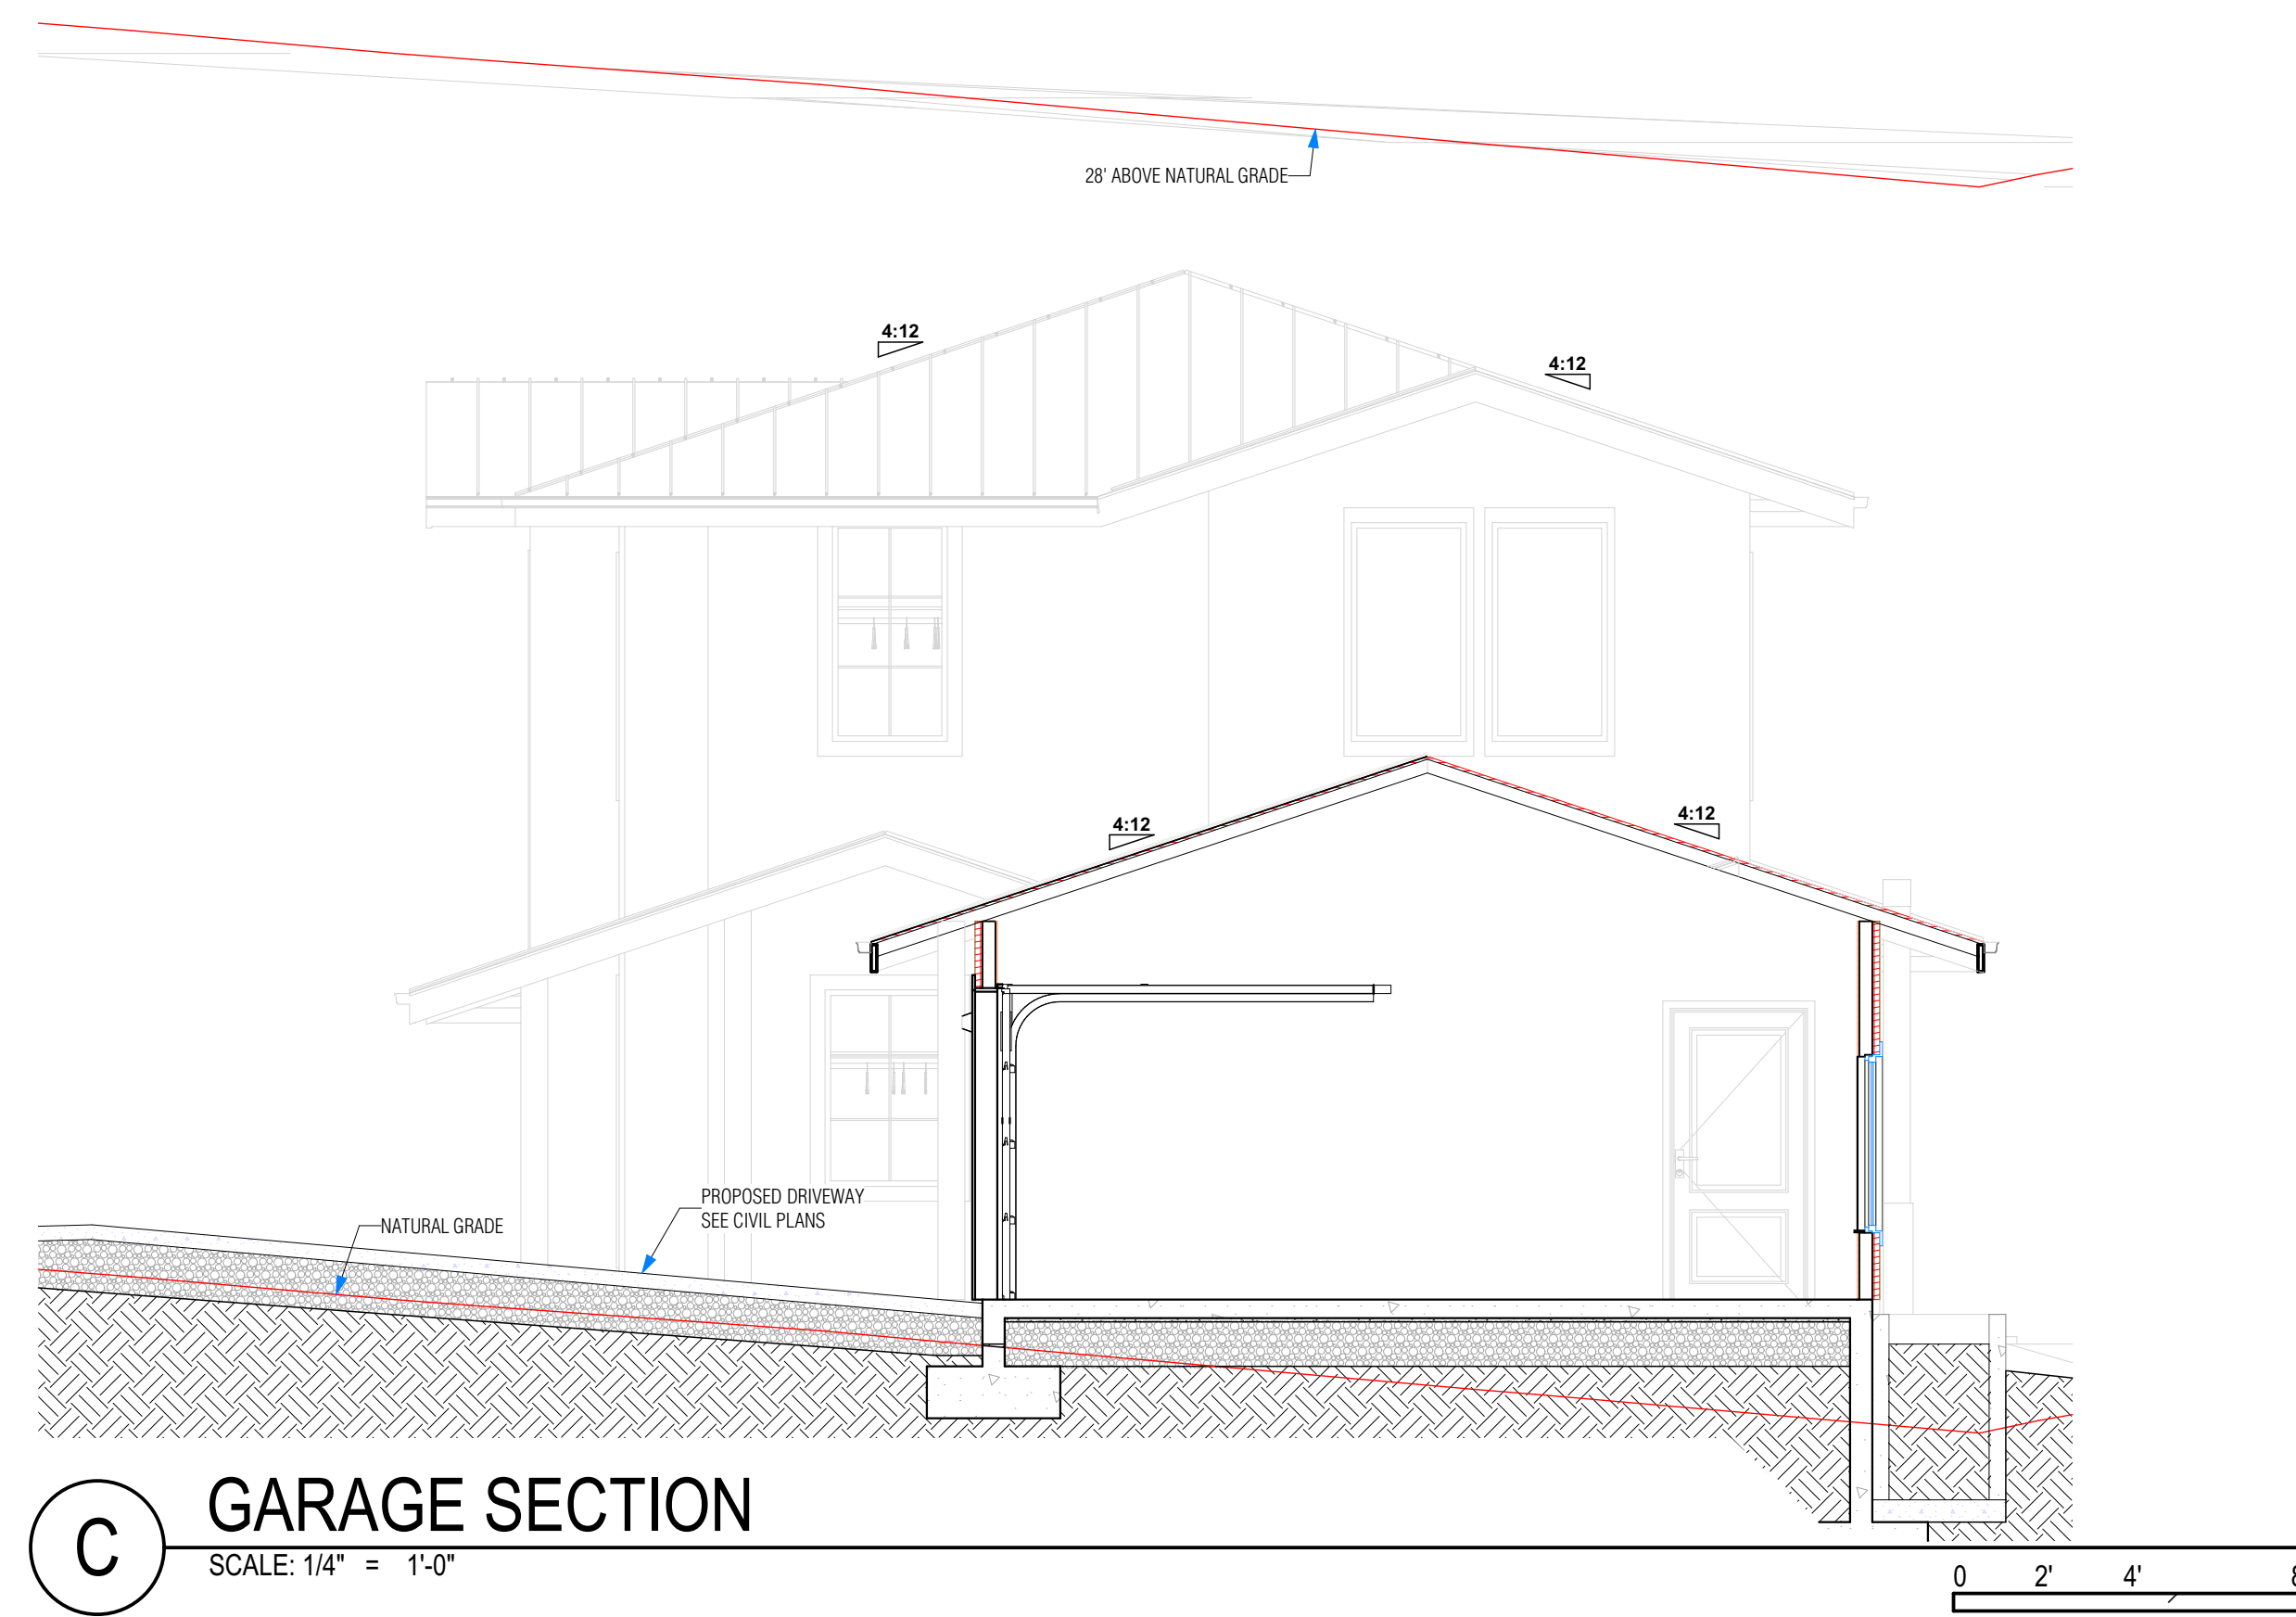 28' ABOVE NATURAL GRADE
4:12
4:12
4:12
4:12
PROPOSED DRIVEWAY
SEE CIVIL PLANS
NATURAL GRADE
C
GARAGE SECTION
SCALE: 1/4" = 1'-0"
0 2' 4'